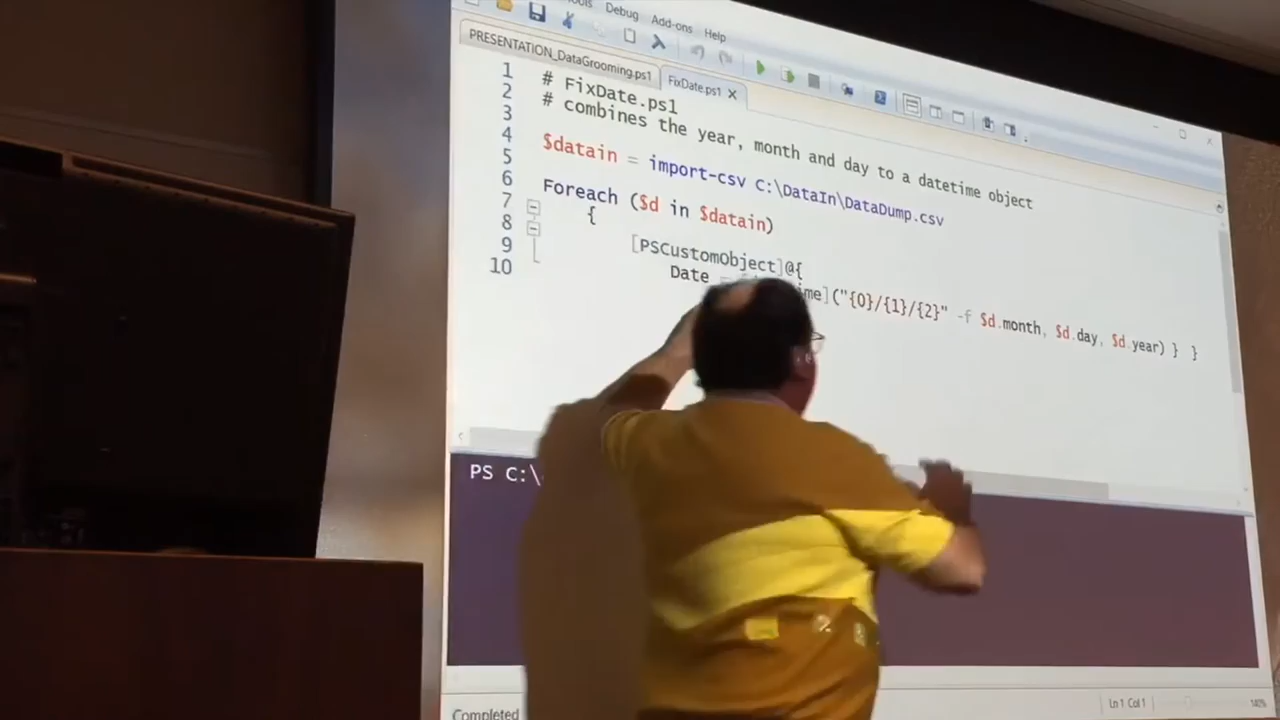 Debug Add-ons Help
PRESENTATION_DataGrooming.ps1 FixDate.ps1
1 # FixDate.ps1
2 # combines the year, month and day to a datetime object
3
4 $datain = import-csv C:\DataIn\DataDump.csv
5
6 Foreach ($d in $datain)
7 {
8 [PSCustomObject]@{
9 Date me]("{0}/{1}/{2}" -f $d.month, $d.day, $d.year) } }
10
PS C:\
Completed Ln 1 Col 1 140%